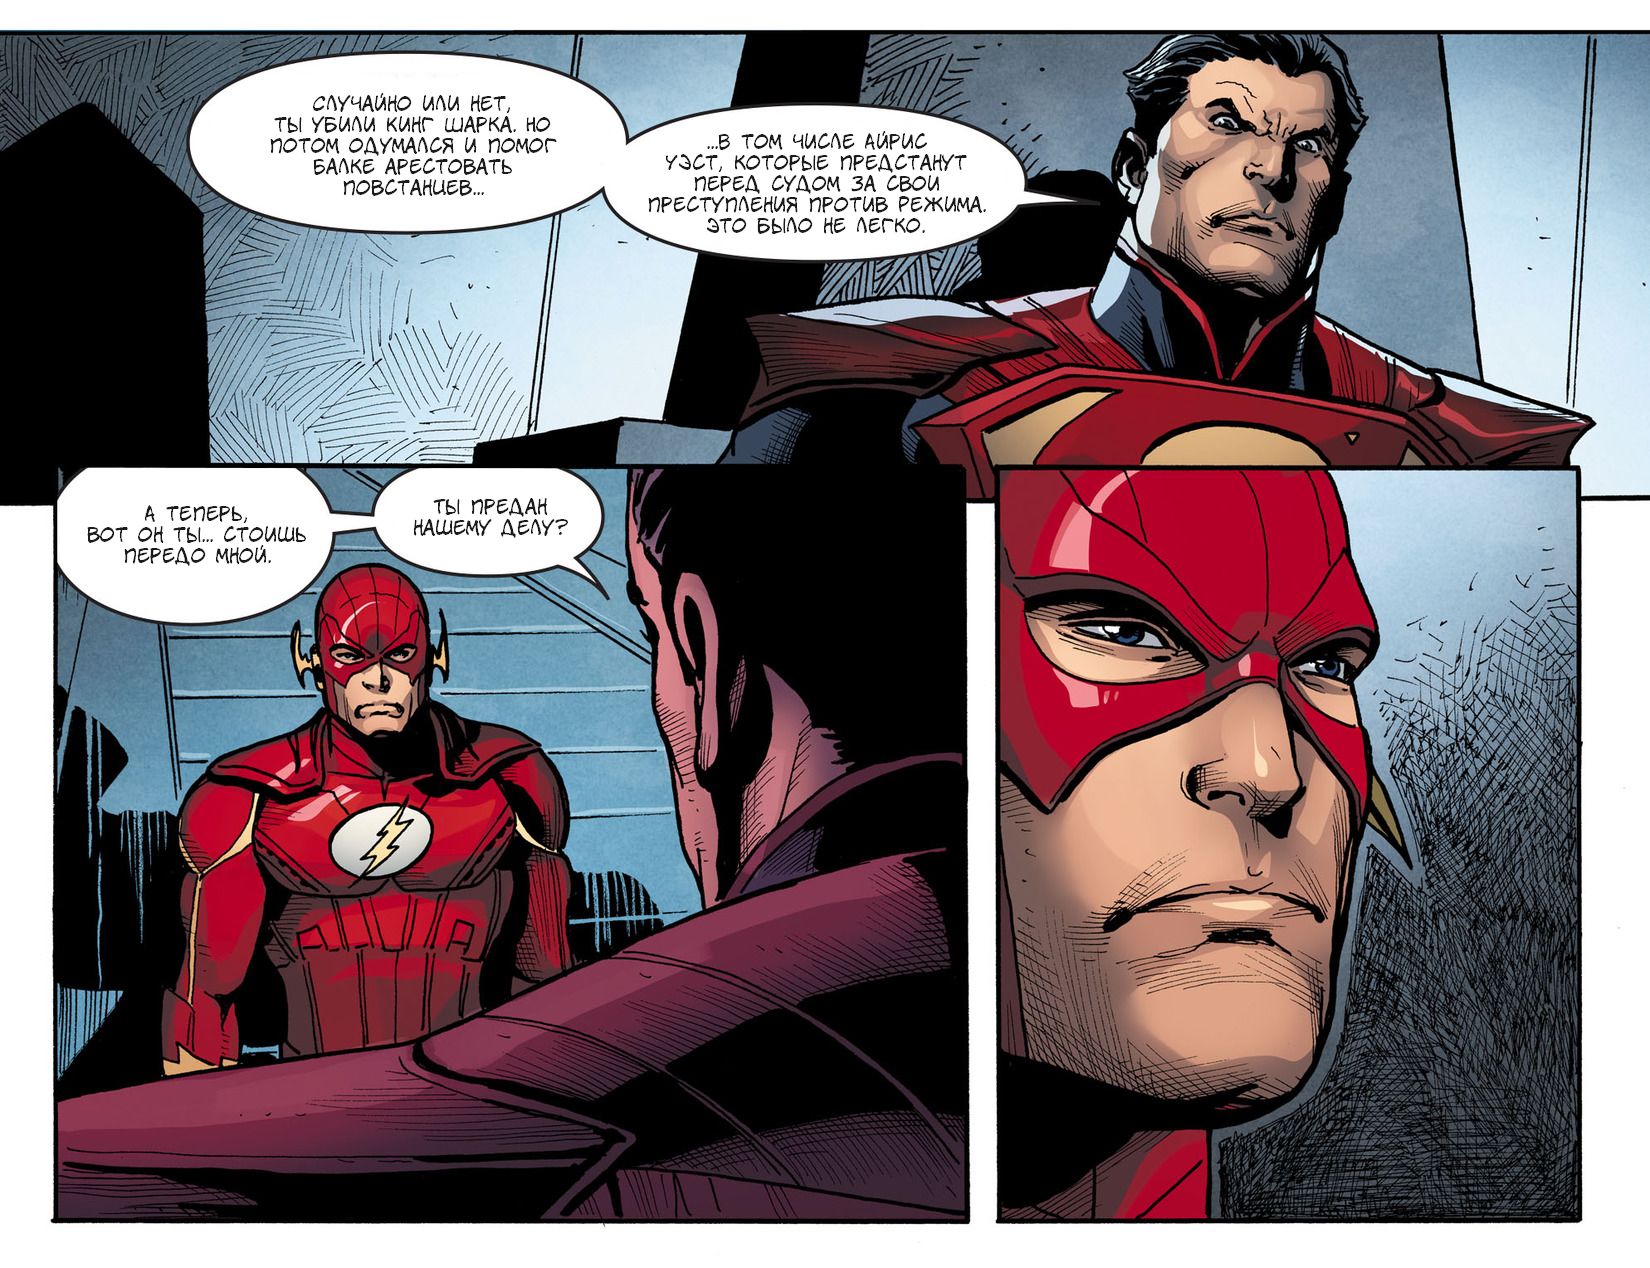 СЛУЧАЙНО ИЛИ НЕТ,
ТЫ УБИЛИ КИНГ ШАРКА. НО
ПОТОМ ОДУМАЛСЯ И ПОМОГ
БАЛКЕ АРЕСТОВАТЬ
ПОВСТАНЦЕВ...
...В ТОМ ЧИСЛЕ АЙРИС
УЭСТ, КОТОРЫЕ ПРЕДСТАНУТ
ПЕРЕД СУДОМ ЗА СВОИ
ПРЕСТУПЛЕНИЯ ПРОТИВ РЕЖИМА.
ЭТО БЫЛО НЕ ЛЕГКО.
А ТЕПЕРЬ,
ВОТ ОН ТЫ... СТОИШЬ
ПЕРЕДО МНОЙ.
ТЫ ПРЕДАН
НАШЕМУ ДЕЛУ?